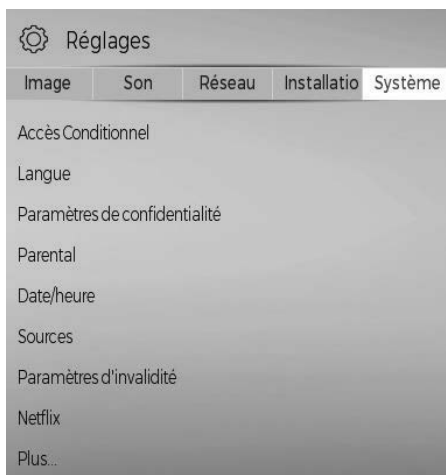 Réglages
Image Son Réseau Installatio Système
Accès Conditionnel
Langue
Paramètres de confidentialité
Parental
Date/heure
Sources
Paramètres d'invalidité
Netflix
Plus...